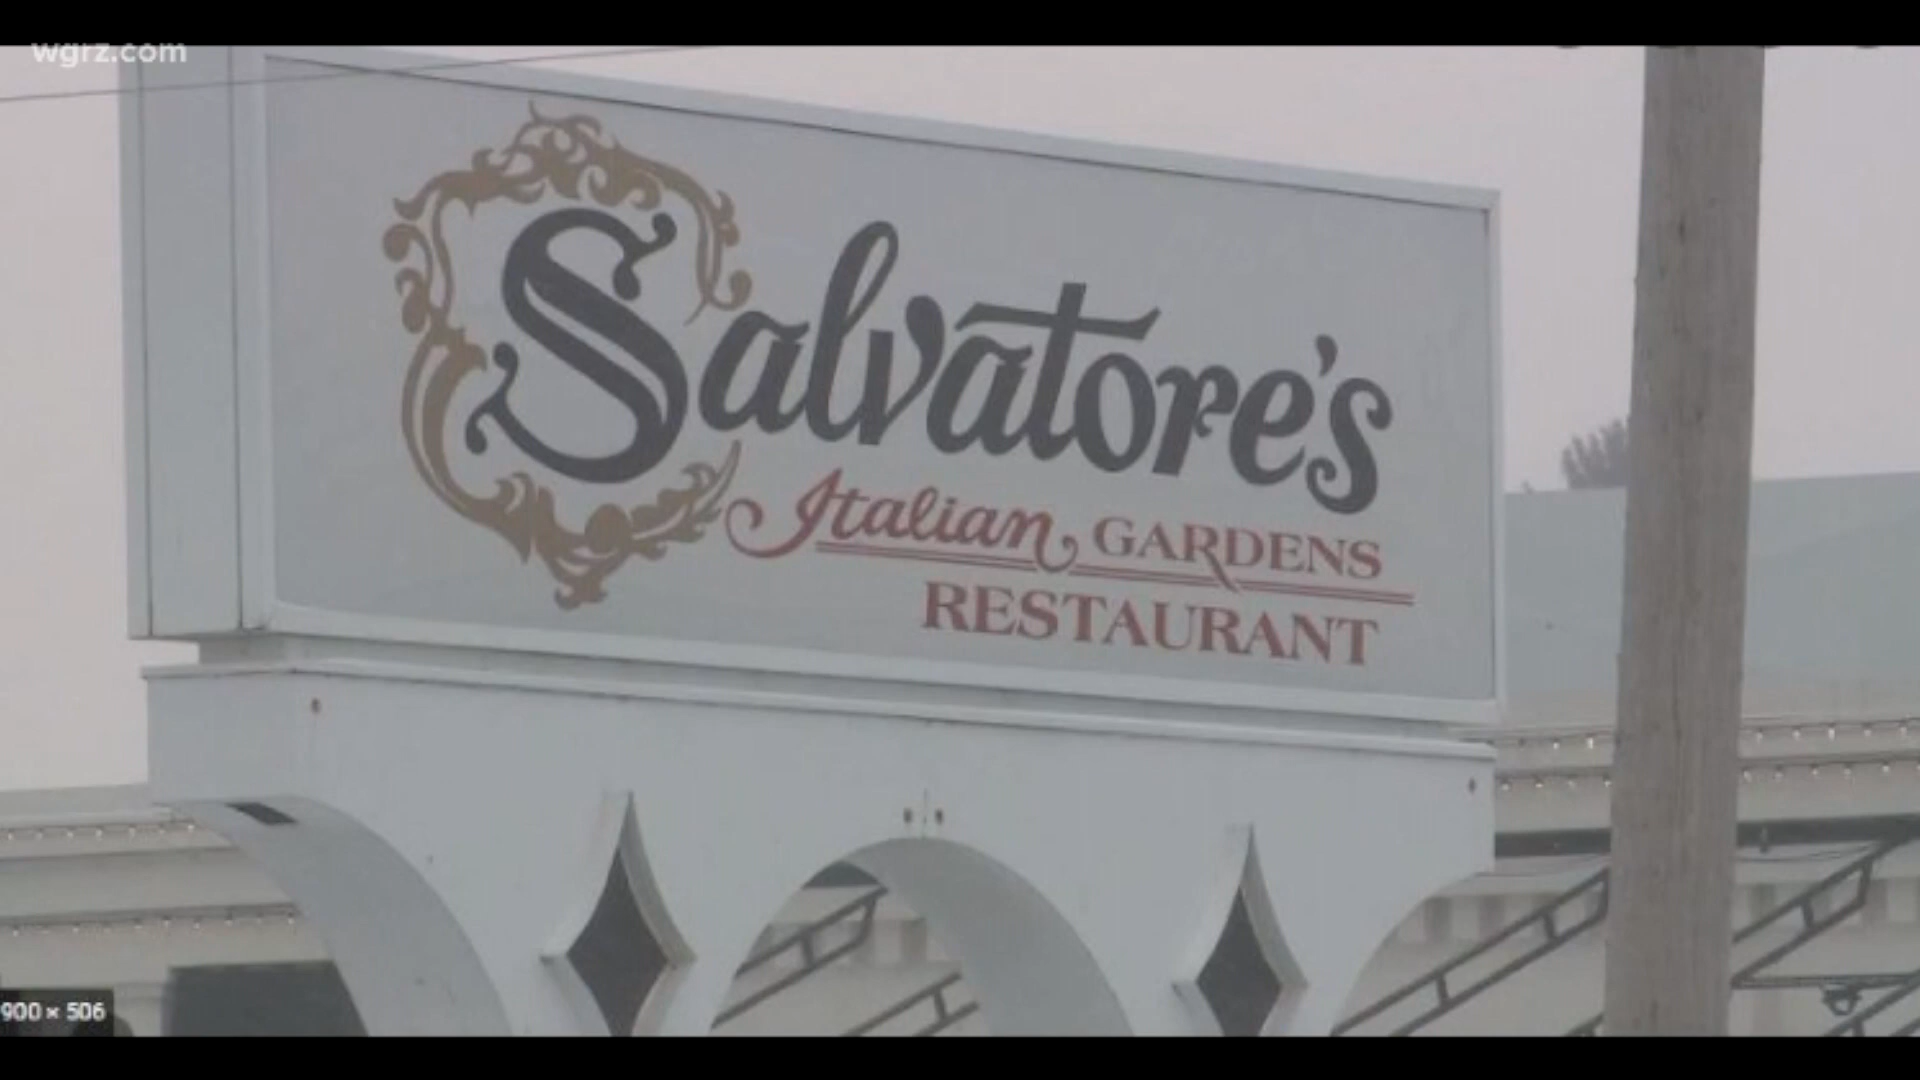 wgrz.com
Salvatore's
Italian GARDENS
RESTAURANT
900 × 506